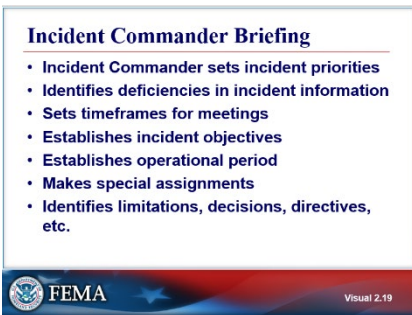 Incident Commander Briefing
• Incident Commander sets incident priorities
• Identifies deficiencies in incident information
• Sets timeframes for meetings
• Establishes incident objectives
• Establishes operational period
• Makes special assignments
• Identifies limitations, decisions, directives,
etc.
FEMA
Visual 2.19